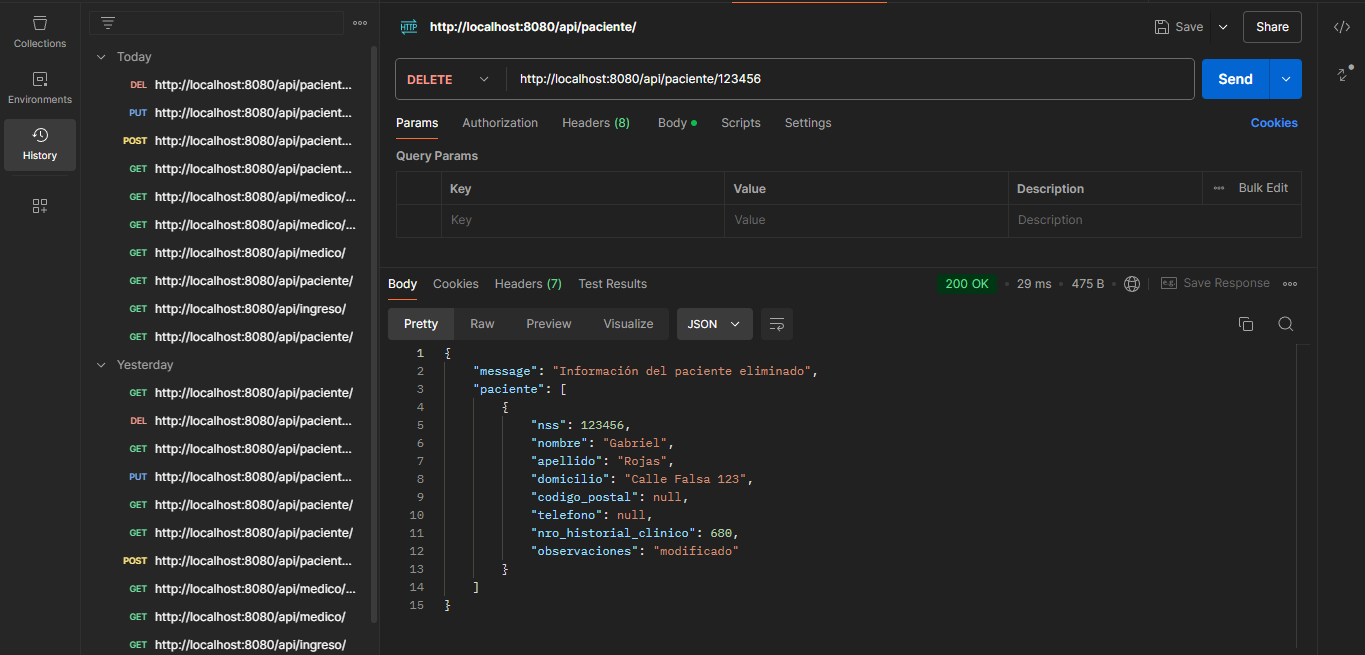 Collections
Environments
History
Today
DEL http://localhost:8080/api/pacient...
PUT http://localhost:8080/api/pacient...
POST http://localhost:8080/api/pacient...
GET http://localhost:8080/api/pacient...
GET http://localhost:8080/api/medico/...
GET http://localhost:8080/api/medico/...
GET http://localhost:8080/api/medico/
GET http://localhost:8080/api/paciente/
GET http://localhost:8080/api/ingreso/
GET http://localhost:8080/api/paciente/
Yesterday
GET http://localhost:8080/api/paciente/
DEL http://localhost:8080/api/pacient...
GET http://localhost:8080/api/pacient...
PUT http://localhost:8080/api/pacient...
GET http://localhost:8080/api/paciente/
GET http://localhost:8080/api/paciente/
POST http://localhost:8080/api/pacient...
GET http://localhost:8080/api/medico/...
GET http://localhost:8080/api/medico/
GET http://localhost:8080/api/ingreso/
HTTP http://localhost:8080/api/paciente/ Save Share
DELETE http://localhost:8080/api/paciente/123456 Send
Params Authorization Headers (8) Body Scripts Settings Cookies
Query Params
Key Value Description Bulk Edit
Key Value Description
Body Cookies Headers (7) Test Results 200 OK 29 ms 475 B e.g. Save Response
Pretty Raw Preview Visualize JSON
1 {
2 "message": "Información del paciente eliminado",
3 "paciente": [
4 {
5 "nss": 123456,
6 "nombre": "Gabriel",
7 "apellido": "Rojas",
8 "domicilio": "Calle Falsa 123",
9 "codigo_postal": null,
10 "telefono": null,
11 "nro_historial_clinico": 680,
12 "observaciones": "modificado"
13 }
14 ]
15 }